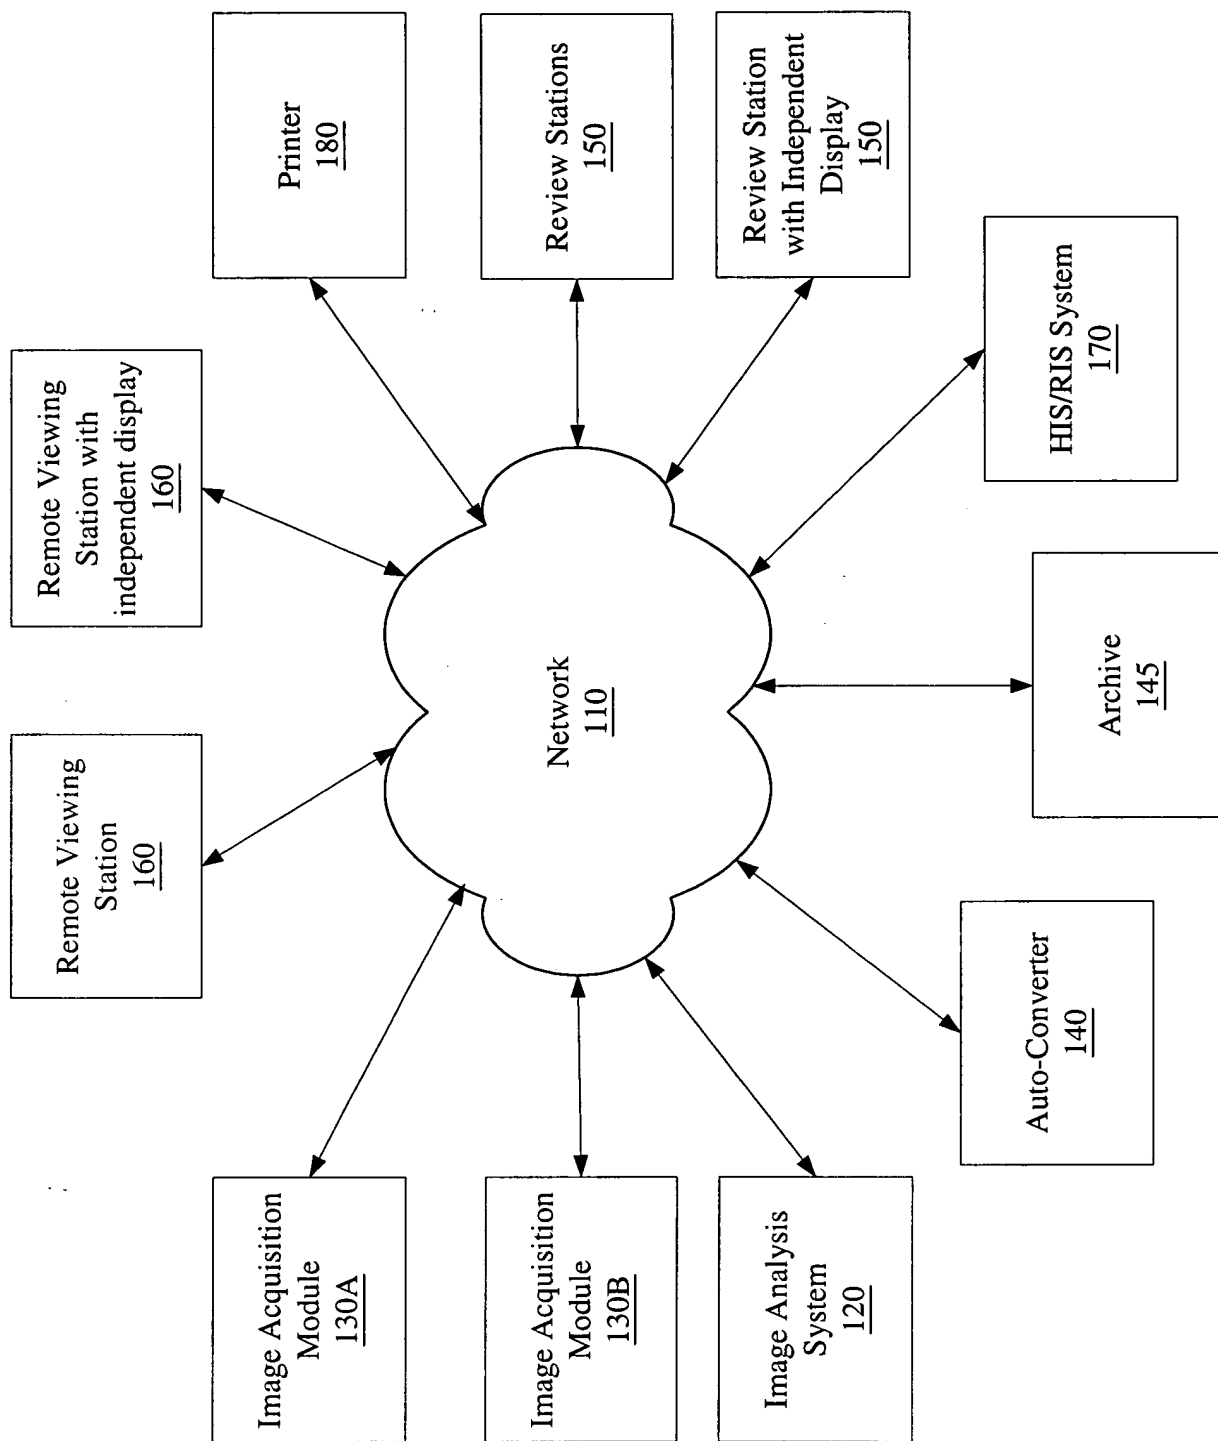 Image Acquisition
Module
130A
Remote Viewing
Station
160
Remote Viewing
Station with
independent display
160
Printer
180
Image Acquisition
Module
130B
Network
110
Review Stations
150
Image Analysis
System
120
Review Station
with Independent
Display
150
Auto-Converter
140
Archive
145
HIS/RIS System
170